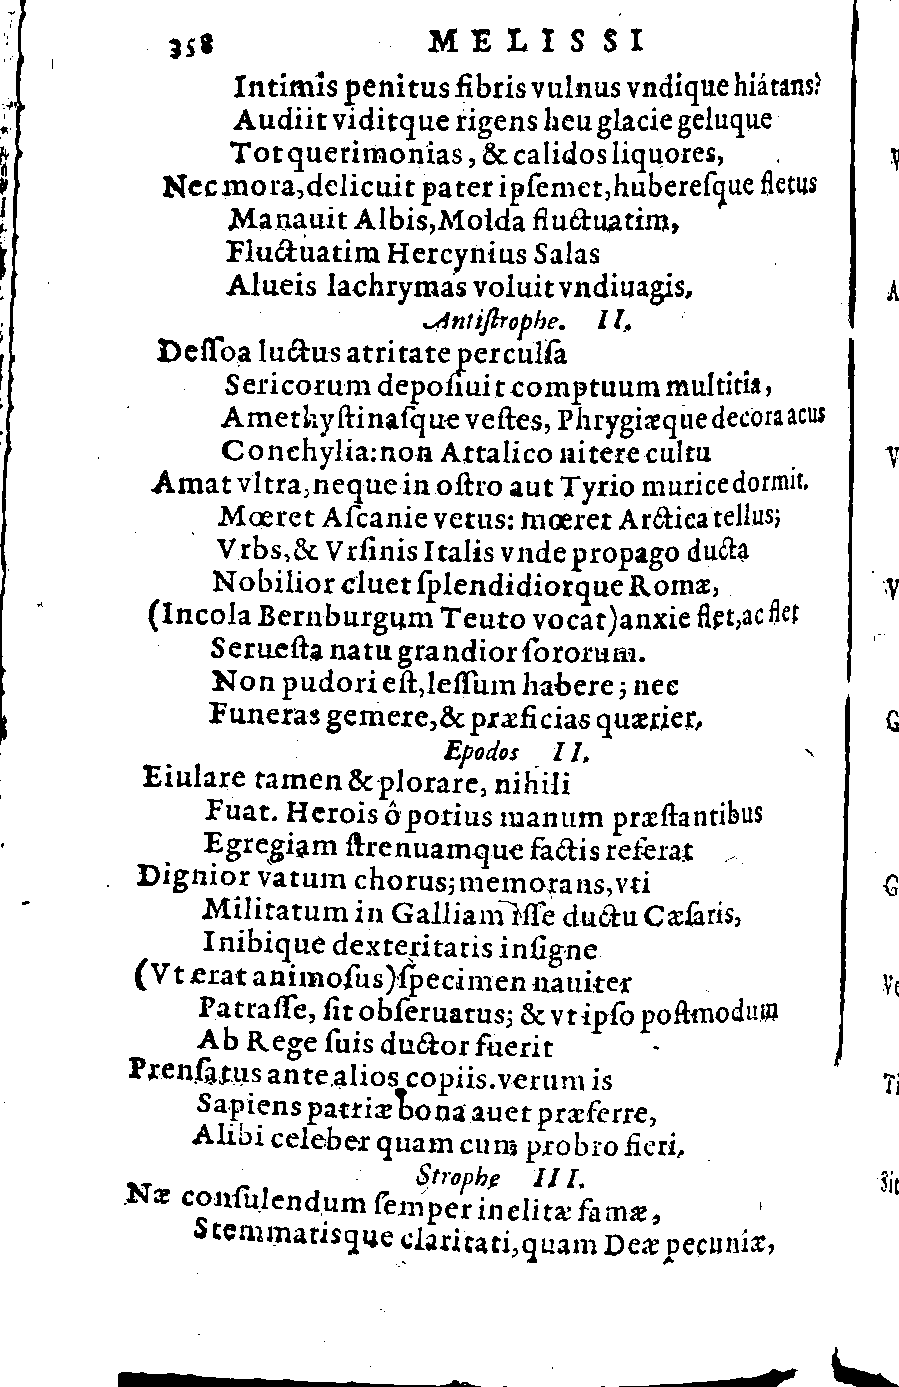 358 MELISSI
Intimis penitus fibris vulnus vndique hiátans?
Audiit viditque rigens heu glacie geluque
Tot querimonias, & calidos liquores,
Nec mora, delicuit pater ipſemet, huberefque fletus
Manauit Albis, Molda fluctuatim,
Fluctuatim Hercynius Salas
Alueis lachrymas voluit vndiuagis.
Antiſtrophe. II.
Deſſoa luctus atritate perculſa
Sericorum depoſiuit comptuum multitia,
Amethyſtinaſque veſtes, Phrygiæque decora acus
Conchylia: non Attalico nitere cultu
Amat vltra, neque in oſtro aut Tyrio murice dormit.
Mœret Aſcanie vetus: mœret Arctica tellus;
Vrbs, & Vrſinis Italis vnde propago ducta
Nobilior cluet ſplendidiorque Romæ,
(Incola Bernburgum Teuto vocat) anxie flet, ac flet
Serueſta natu grandior ſororum.
Non pudori eſt, leſſum habere; nec
Funeras gemere, & præficias quærier.
Epodos II.
Eiulare tamen & plorare, nihili
Fuat. Herois ô potius manum præſtantibus
Egregiam ſtrenuamque factis referat
Dignior vatum chorus; memorans, vti
Militatum in Galliam iſſe ductu Cæſaris,
Inibique dexteritatis inſigne
(Vt erat animoſus) ſpecimen nauiter
Patraſſe, ſit obſeruatus; & vt ipſo poſtmodum
Ab Rege ſuis ductor fuerit
Prenſatus ante alios copiis. verum is
Sapiens patriæ bona auet præferre,
Alibi celeber quam cum probro fieri.
Strophe III.
Næ conſulendum ſemper inclitæ famæ,
Stemmatisque claritati, quam Deæ pecuniæ,